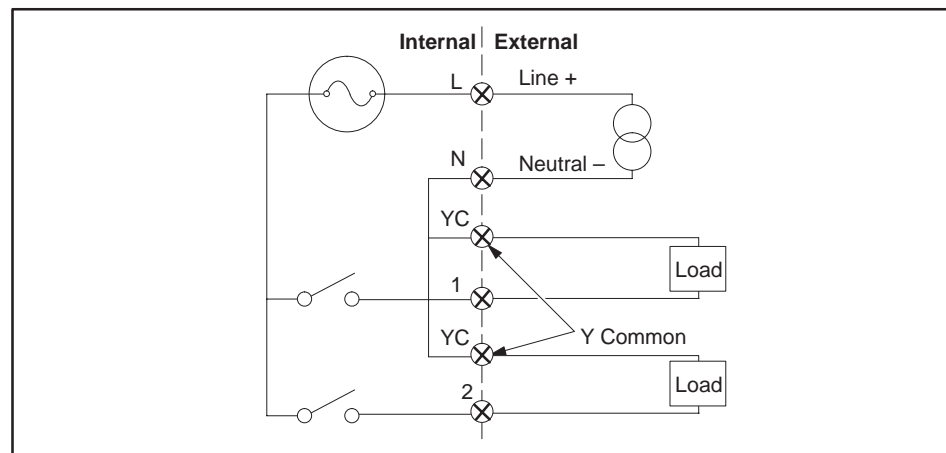 Internal External
L Line +
N Neutral –
YC
Load
1
YC Y Common
Load
2